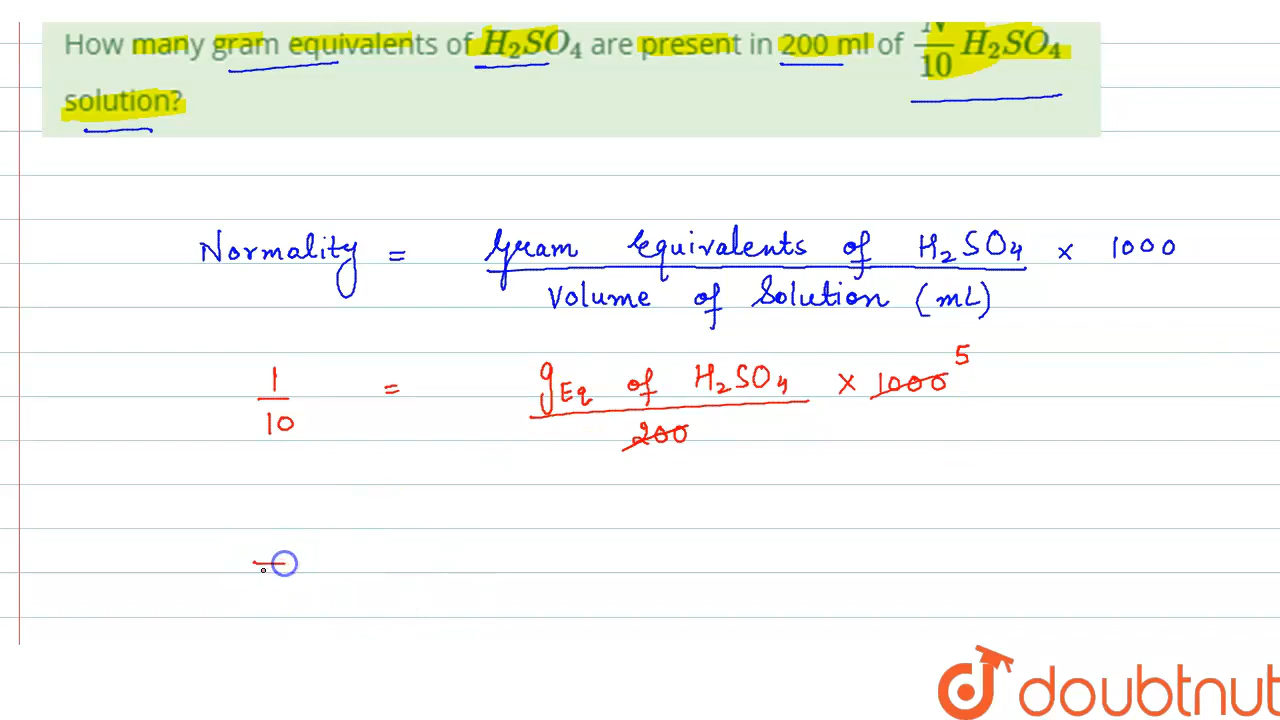 How many gram equivalents of H₂SO₄ are present in 200 ml of N/10 H₂SO₄
solution?
Normality = Gram Equivalents of H₂SO₄ / Volume of Solution (mL) × 1000
1/10 = gEq of H₂SO₄ / 200 × 1000 5
doubtnut